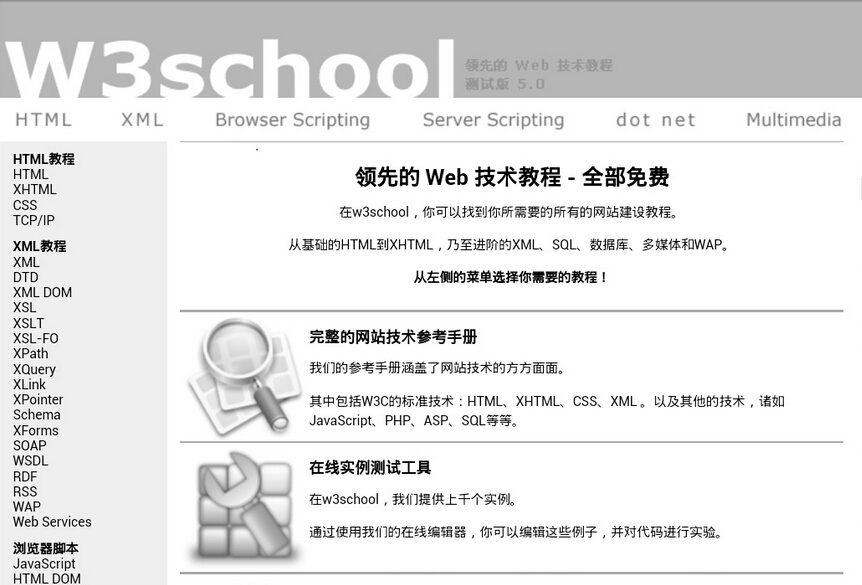 W3school
领先的 Web 技术教程
测试版 5.0
HTML XML Browser Scripting Server Scripting dot net Multimedia
HTML教程
HTML
XHTML
CSS
TCP/IP
XML教程
XML
DTD
XML DOM
XSL
XSLT
XSL-FO
XPath
XQuery
XLink
XPointer
Schema
XForms
SOAP
WSDL
RDF
RSS
WAP
Web Services
浏览器脚本
JavaScript
HTML DOM
领先的 Web 技术教程 - 全部免费
在w3school，你可以找到你所需要的所有的网站建设教程。
从基础的HTML到XHTML，乃至进阶的XML、SQL、数据库、多媒体和WAP。
从左侧的菜单选择你需要的教程！
完整的网站技术参考手册
我们的参考手册涵盖了网站技术的方方面面。
其中包括W3C的标准技术：HTML、XHTML、CSS、XML 。以及其他的技术，诸如
JavaScript、PHP、ASP、SQL等等。
在线实例测试工具
在w3school，我们提供上千个实例。
通过使用我们的在线编辑器，你可以编辑这些例子，并对代码进行实验。